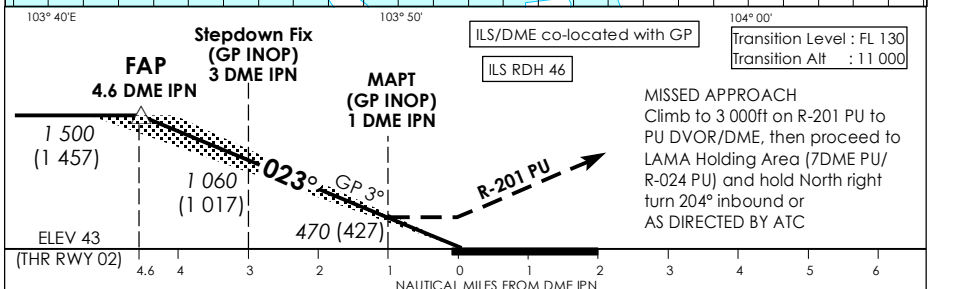 103° 40'E
103° 50'
104° 00'
Stepdown Fix
(GP INOP)
3 DME IPN
FAP
4.6 DME IPN
MAPT
(GP INOP)
1 DME IPN
ILS/DME co-located with GP
ILS RDH 46
Transition Level : FL 130
Transition Alt : 11 000
MISSED APPROACH
Climb to 3 000ft on R-201 PU to
PU DVOR/DME, then proceed to
LAMA Holding Area (7DME PU/
R-024 PU) and hold North right
turn 204° inbound or
AS DIRECTED BY ATC
1 500
(1 457)
1 060
(1 017)
023°
GP 3°
470 (427)
R-201 PU
ELEV 43
(THR RWY 02)
4.6 4 3 2 1 0 1 2 3 4 5 6
NAUTICAL MILES FROM DME IPN